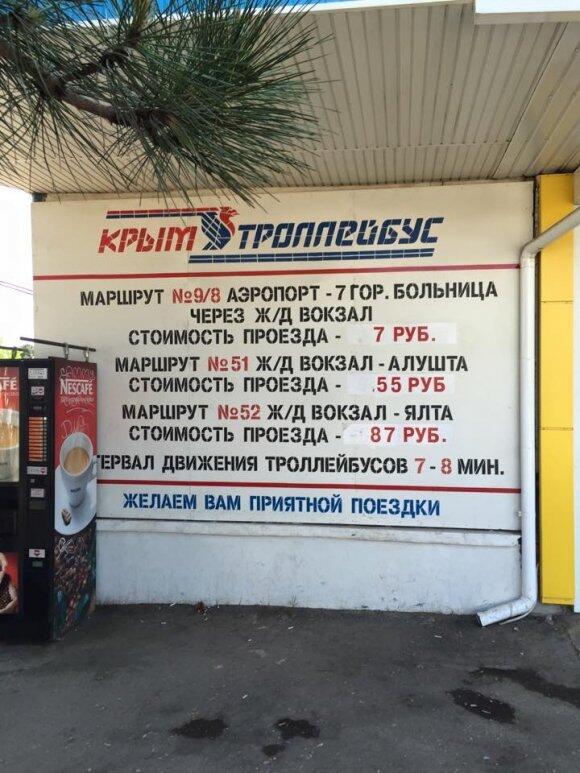 КРЫМ ТРОЛЛЕЙБУС
МАРШРУТ №9/8 АЭРОПОРТ - 7 ГОР. БОЛЬНИЦА
ЧЕРЕЗ Ж/Д ВОКЗАЛ
СТОИМОСТЬ ПРОЕЗДА - 7 РУБ.
МАРШРУТ №51 Ж/Д ВОКЗАЛ - АЛУШТА
СТОИМОСТЬ ПРОЕЗДА - 55 РУБ
МАРШРУТ №52 Ж/Д ВОКЗАЛ - ЯЛТА
СТОИМОСТЬ ПРОЕЗДА - 87 РУБ.
ТЕРВАЛ ДВИЖЕНИЯ ТРОЛЛЕЙБУСОВ 7 - 8 МИН.
ЖЕЛАЕМ ВАМ ПРИЯТНОЙ ПОЕЗДКИ
NESCAFÉ